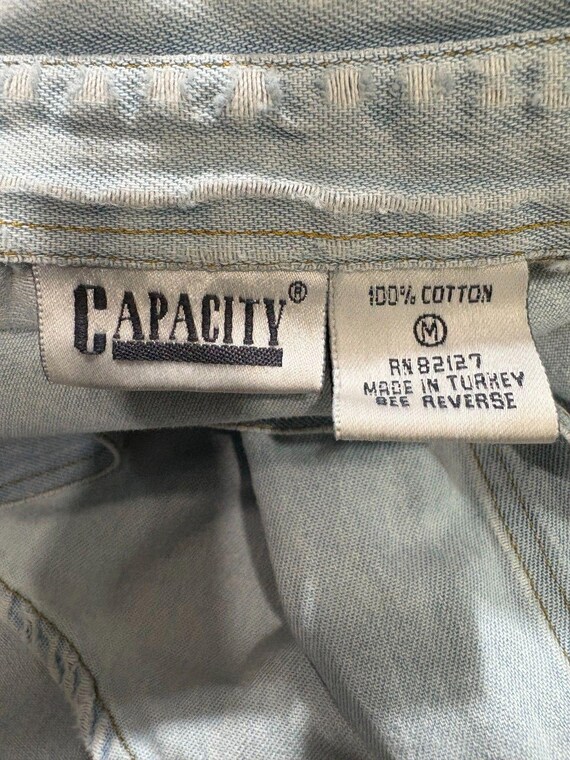 CAPACITY®
100% COTTON
M
RN 82127
MADE IN TURKEY
SEE REVERSE